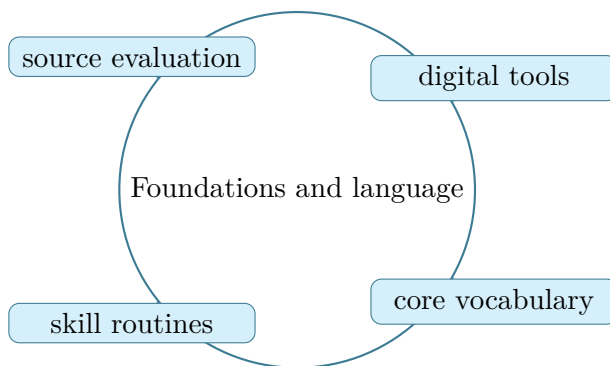 source evaluation
digital tools
Foundations and language
skill routines
core vocabulary